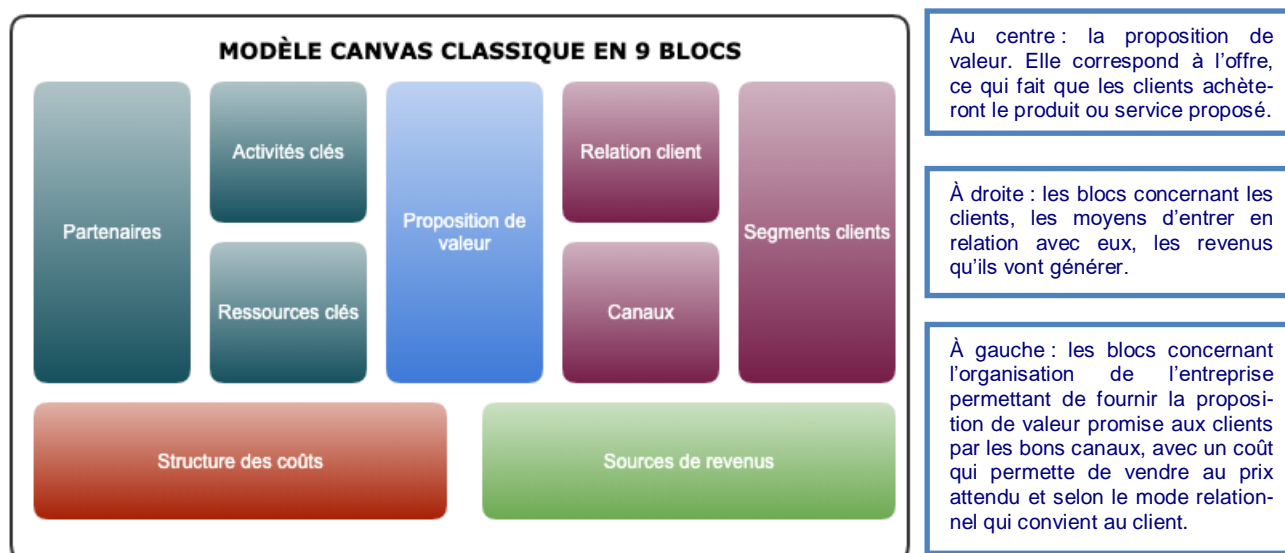 MODÈLE CANVAS CLASSIQUE EN 9 BLOCS
Partenaires
Activités clés
Ressources clés
Proposition de
valeur
Relation client
Canaux
Segments clients
Structure des coûts
Sources de revenus
Au centre : la proposition de
valeur. Elle correspond à l’offre,
ce qui fait que les clients achète-
ront le produit ou service proposé.
À droite : les blocs concernant les
clients, les moyens d’entrer en
relation avec eux, les revenus
qu’ils vont générer.
À gauche : les blocs concernant
l’organisation de l’entreprise
permettant de fournir la proposi-
tion de valeur promise aux clients
par les bons canaux, avec un coût
qui permette de vendre au prix
attendu et selon le mode relation-
nel qui convient au client.